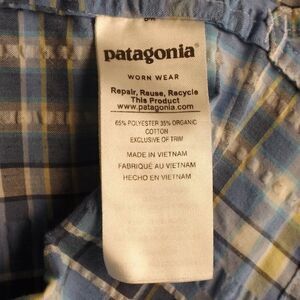 patagonia®
WORN WEAR
Repair, Reuse, Recycle
This Product
www.patagonia.com
65% POLYESTER 35% ORGANIC
COTTON
EXCLUSIVE OF TRIM
MADE IN VIETNAM
FABRIQUÉ AU VIETNAM
HECHO EN VIETNAM